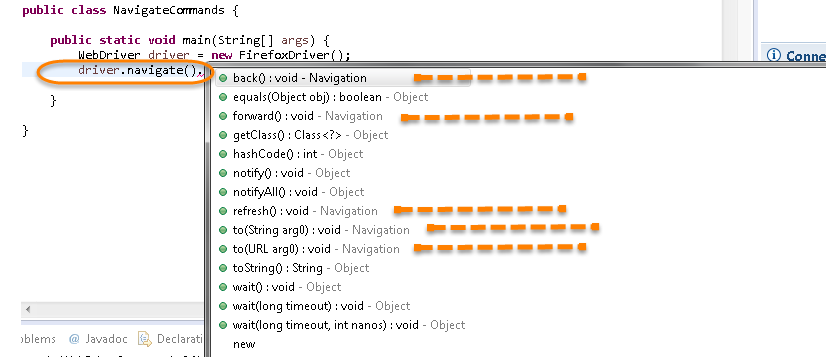 public class NavigateCommands {
public static void main(String[] args) {
WebDriver driver = new FirefoxDriver();
driver.navigate().
}
}
Conne
back() : void - Navigation
equals(Object obj) : boolean - Object
forward() : void - Navigation
getClass() : Class<?> - Object
hashCode() : int - Object
notify() : void - Object
notifyAll() : void - Object
refresh() : void - Navigation
to(String arg0) : void - Navigation
to(URL arg0) : void - Navigation
toString() : String - Object
wait() : void - Object
wait(long timeout) : void - Object
wait(long timeout, int nanos) : void - Object
new
oblems @ Javadoc Declarati